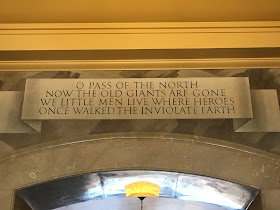 O PASS OF THE NORTH
NOW THE OLD GIANTS ARE GONE
WE LITTLE MEN LIVE WHERE HEROES
ONCE WALKED THE INVIOLATE EARTH